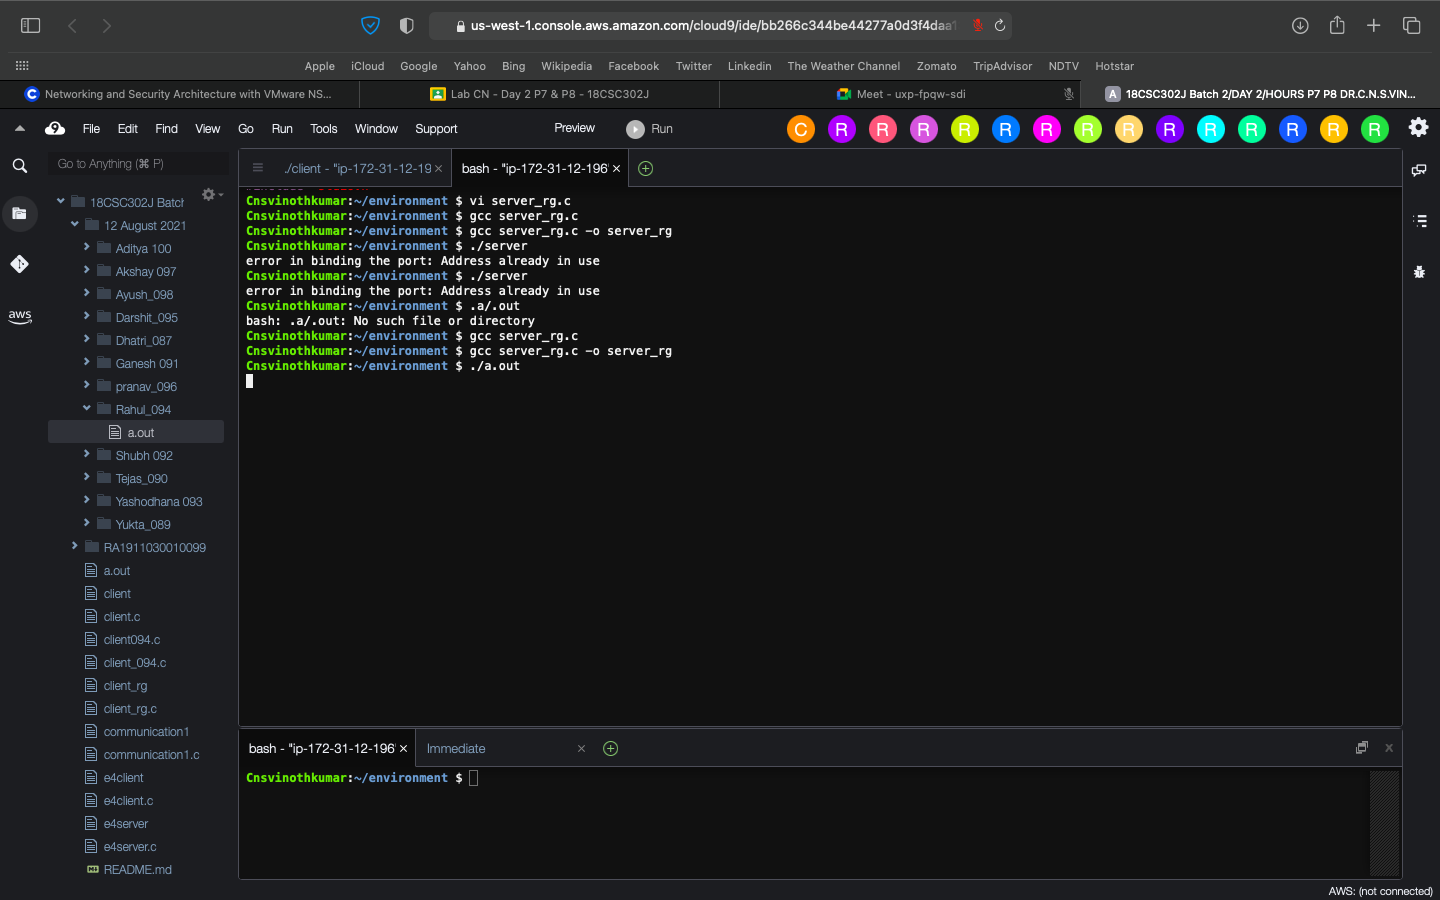 us-west-1.console.aws.amazon.com/cloud9/ide/bb266c344be44277a0d3f4daa1
Apple iCloud Google Yahoo Bing Wikipedia Facebook Twitter Linkedin The Weather Channel Zomato TripAdvisor NDTV Hotstar
Networking and Security Architecture with VMware NS...
Lab CN - Day 2 P7 & P8 - 18CSC302J
Meet - uxp-fpqw-sdi
A 18CSC302J Batch 2/DAY 2/HOURS P7 P8 DR.C.N.S.VIN...
9 File Edit Find View Go Run Tools Window Support Preview Run
C R R R R R R R R R R R R R R
Go to Anything (⌘ P)
./client - "ip-172-31-12-19
bash - "ip-172-31-12-196'
aws
18CSC302J Batch
12 August 2021
Aditya 100
Akshay 097
Ayush_098
Darshit_095
Dhatri_087
Ganesh 091
pranav_096
Rahul_094
a.out
Shubh 092
Tejas_090
Yashodhana 093
Yukta_089
RA1911030010099
a.out
client
client.c
client094.c
client_094.c
client_rg
client_rg.c
communication1
communication1.c
e4client
e4client.c
e4server
e4server.c
README.md
Cnsvinothkumar:~/environment $ vi server_rg.c
Cnsvinothkumar:~/environment $ gcc server_rg.c
Cnsvinothkumar:~/environment $ gcc server_rg.c -o server_rg
Cnsvinothkumar:~/environment $ ./server
error in binding the port: Address already in use
Cnsvinothkumar:~/environment $ ./server
error in binding the port: Address already in use
Cnsvinothkumar:~/environment $ .a/.out
bash: .a/.out: No such file or directory
Cnsvinothkumar:~/environment $ gcc server_rg.c
Cnsvinothkumar:~/environment $ gcc server_rg.c -o server_rg
Cnsvinothkumar:~/environment $ ./a.out
bash - "ip-172-31-12-196'
Immediate
Cnsvinothkumar:~/environment $
AWS: (not connected)